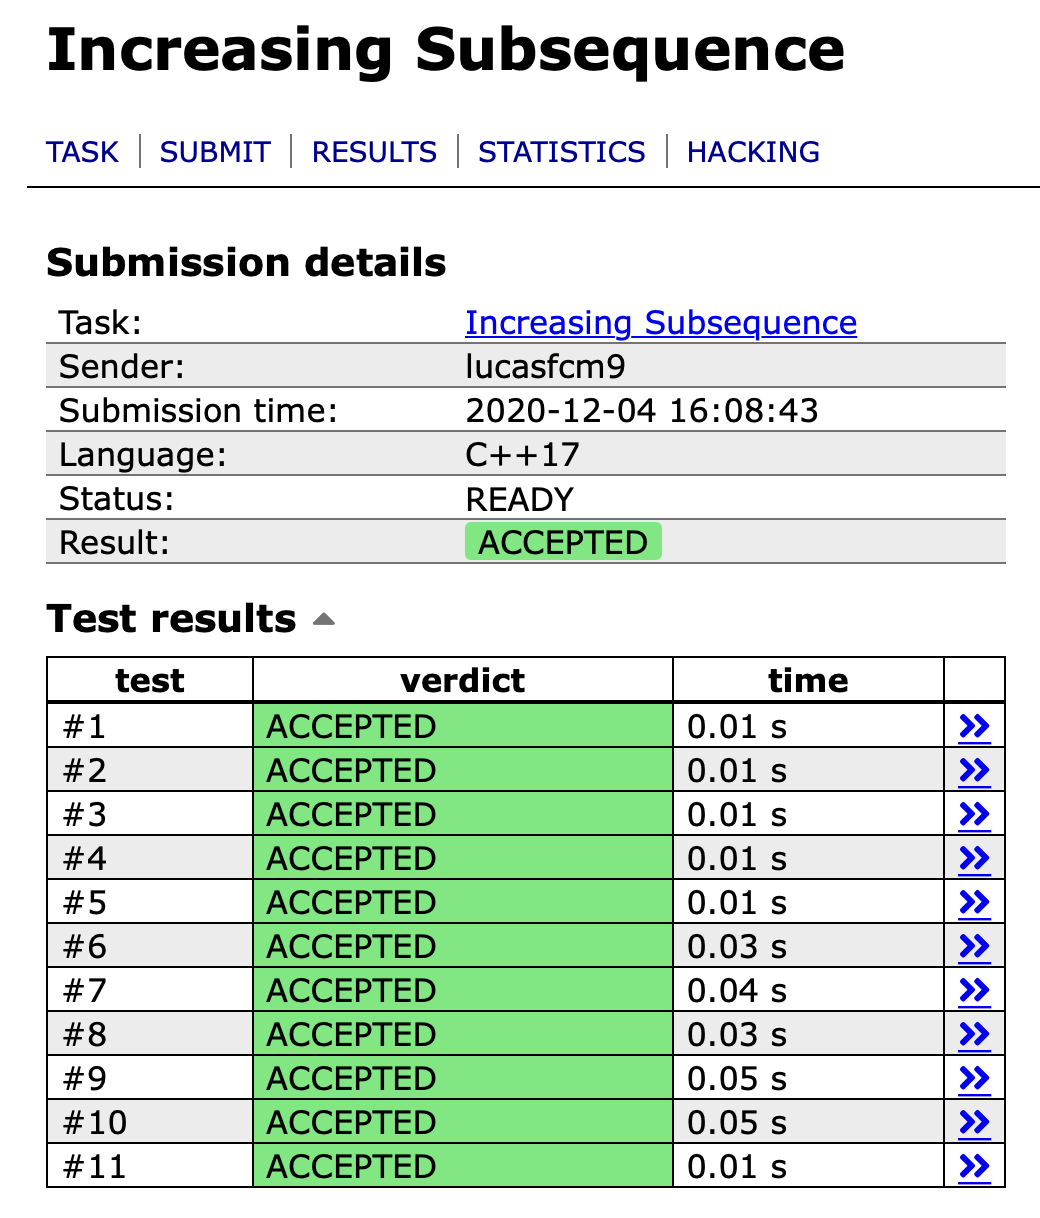 Increasing Subsequence
TASK | SUBMIT | RESULTS | STATISTICS | HACKING
Submission details
Task: Increasing Subsequence
Sender: lucasfcm9
Submission time: 2020-12-04 16:08:43
Language: C++17
Status: READY
Result: ACCEPTED
Test results
test verdict time
#1 ACCEPTED 0.01 s »
#2 ACCEPTED 0.01 s »
#3 ACCEPTED 0.01 s »
#4 ACCEPTED 0.01 s »
#5 ACCEPTED 0.01 s »
#6 ACCEPTED 0.03 s »
#7 ACCEPTED 0.04 s »
#8 ACCEPTED 0.03 s »
#9 ACCEPTED 0.05 s »
#10 ACCEPTED 0.05 s »
#11 ACCEPTED 0.01 s »